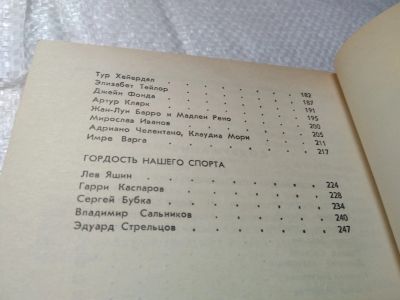 Тур Хейердал . . . . . . . 182
Элизабет Тейлор . . . . . . . 187
Джейн Фонда . . . . . . . 191
Артур Кларк . . . . . . . 195
Жан-Луи Барро и Мадлен Рено . . . . 200
Мирослав Иванов . . . . . . . 205
Адриано Челентано, Клаудиа Мори . . . 211
Имре Варга . . . . . . . 217
ГОРДОСТЬ НАШЕГО СПОРТА
Лев Яшин . . . . . . . 224
Гарри Каспаров . . . . . . . 228
Сергей Бубка . . . . . . . 234
Владимир Сальников . . . . . . 240
Эдуард Стрельцов . . . . . . 247